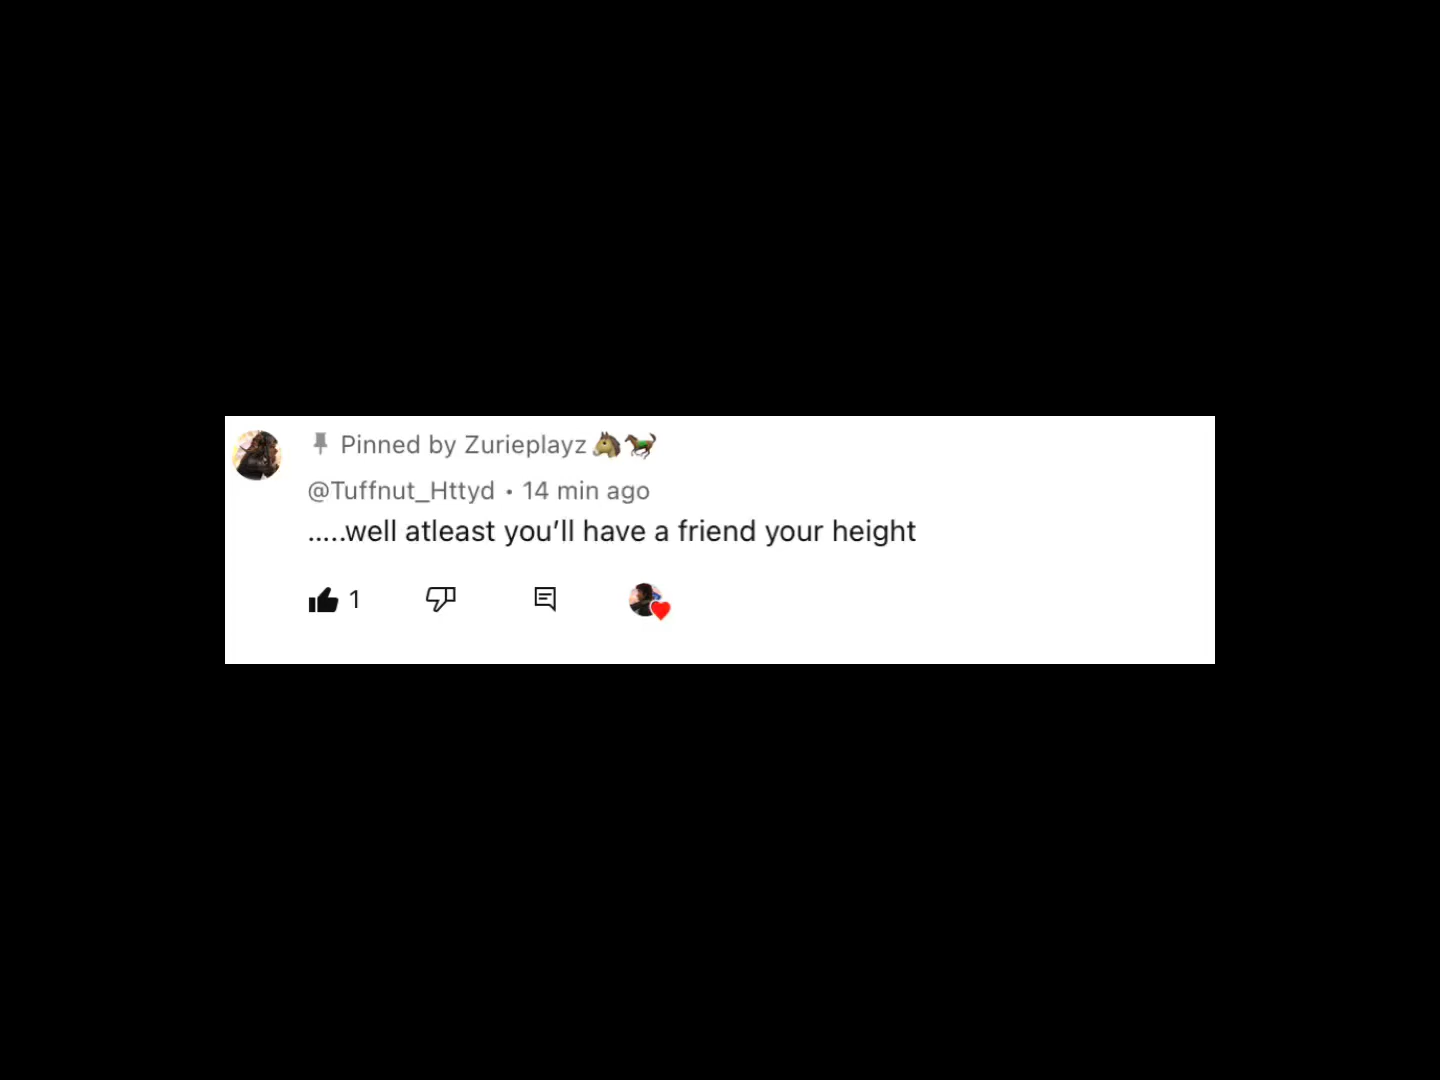 Pinned by Zurieplayz🐴🐎
@Tuffnut_Httyd • 14 min ago
.....well atleast you’ll have a friend your height
1